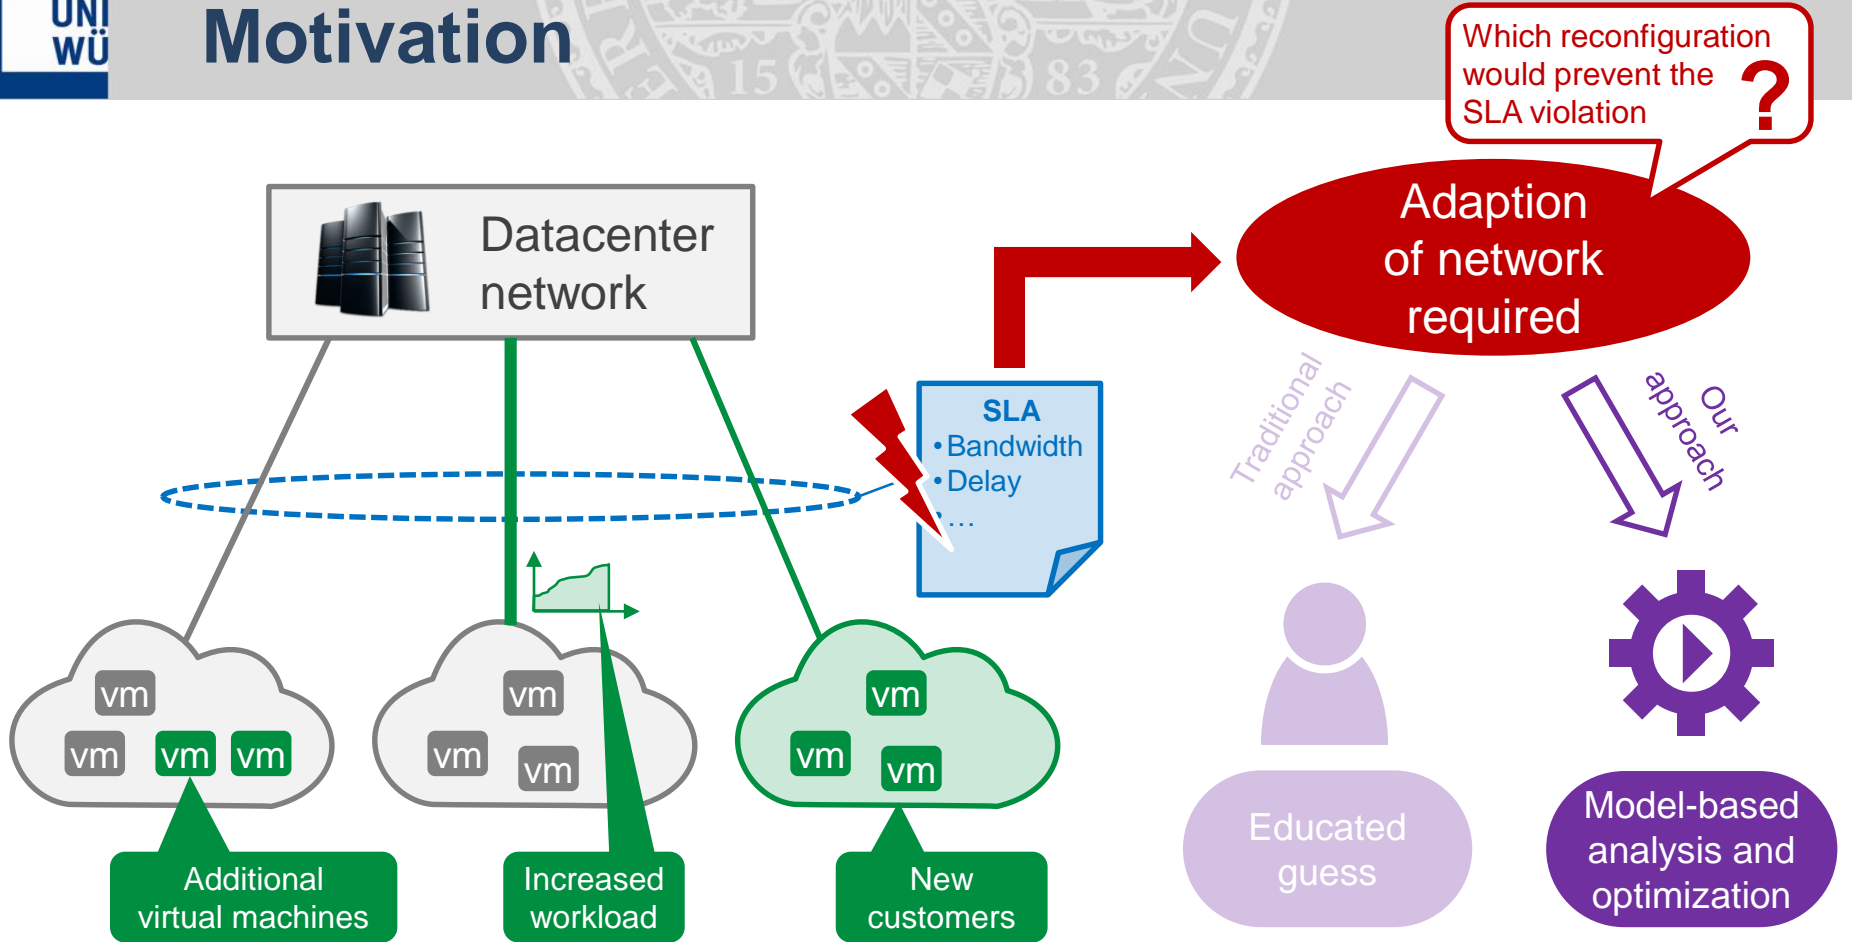 UNI
WÜ
Motivation
15 83
Which reconfiguration
would prevent the
SLA violation
?
Datacenter
network
Adaption
of network
required
SLA
•Bandwidth
•Delay
•…
Traditional
approach
Our
approach
vm
vm vm vm
vm
vm vm
vm
vm vm
Additional
virtual machines
Increased
workload
New
customers
Educated
guess
Model-based
analysis and
optimization